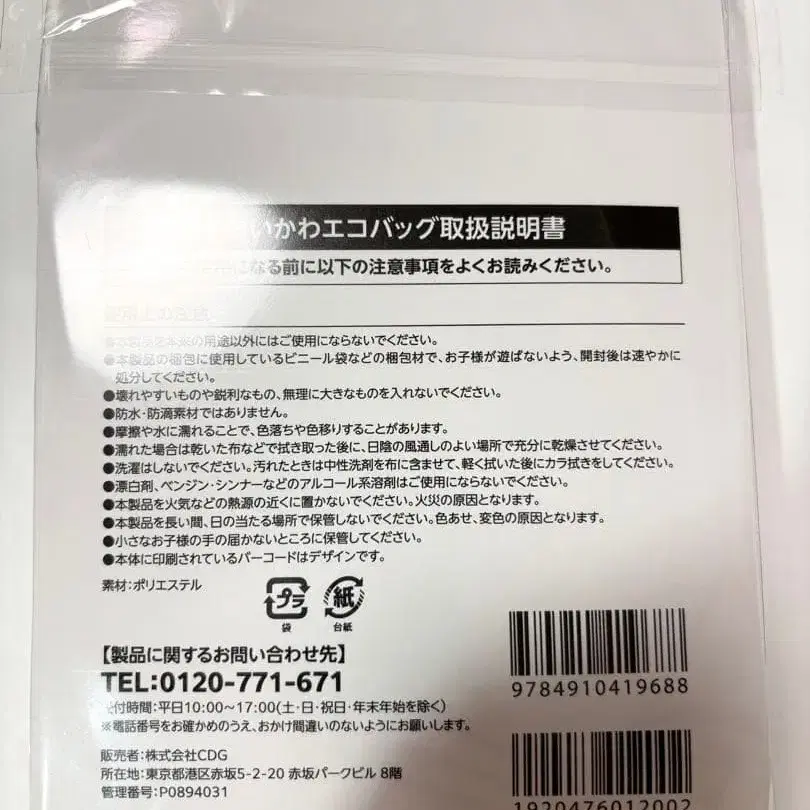 いかわエコバッグ取扱説明書
になる前に以下の注意事項をよくお読みください。
使用上の注意
●本製品を本来の用途以外にはご使用にならないでください。
●本製品の梱包に使用しているビニール袋などの梱包材で、お子様が遊ばないよう、開封後は速やかに
処分してください。
●壊れやすいものや鋭利なもの、無理に大きなものを入れないでください。
●防水・防滴素材ではありません。
●摩擦や水に濡れることで、色落ちや色移りすることがあります。
●濡れた場合は乾いた布などで拭き取った後に、日陰の風通しのよい場所で充分に乾燥させてください。
●洗濯はしないでください。汚れたときは中性洗剤を布に含ませて、軽く拭いた後にカラ拭きをしてください。
●漂白剤、ベンジン・シンナーなどのアルコール系溶剤はご使用にならないでください。
●本製品を火気などの熱源の近くに置かないでください。火災の原因となります。
●本製品を長い間、日の当たる場所で保管しないでください。色あせ、変色の原因となります。
●小さなお子様の手の届かないところに保管してください。
●本体に印刷されているバーコードはデザインです。
素材:ポリエステル
プラ 紙
袋 台紙
【製品に関するお問い合わせ先】
TEL:0120-771-671
受付時間:平日10:00〜17:00(土・日・祝日・年末年始を除く)
※電話番号をお確かめのうえ、おかけ間違いのないようにお願いします。
販売者:株式会社CDG
所在地:東京都港区赤坂5-2-20 赤坂パークビル 8階
管理番号:P0894031
9784910419688
1920476012002